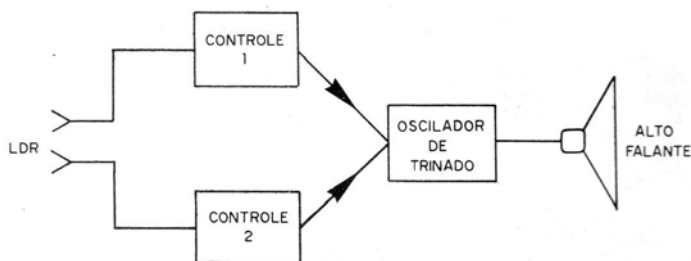 CONTROLE
1
LDR
OSCILADOR
DE
TRINADO
ALTO
FALANTE
CONTROLE
2